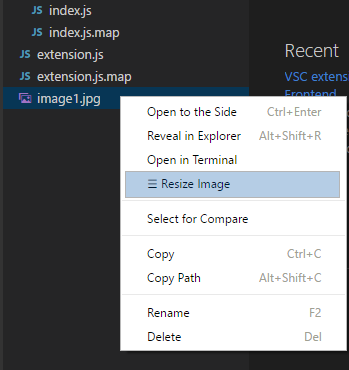 JS index.js
JS index.js.map
JS extension.js
JS extension.js.map
image1.jpg
Recent
VSC exten
Frontend
Open to the Side Ctrl+Enter
Reveal in Explorer Alt+Shift+R
Open in Terminal
☰ Resize Image
Select for Compare
Copy Ctrl+C
Copy Path Alt+Shift+C
Rename F2
Delete Del